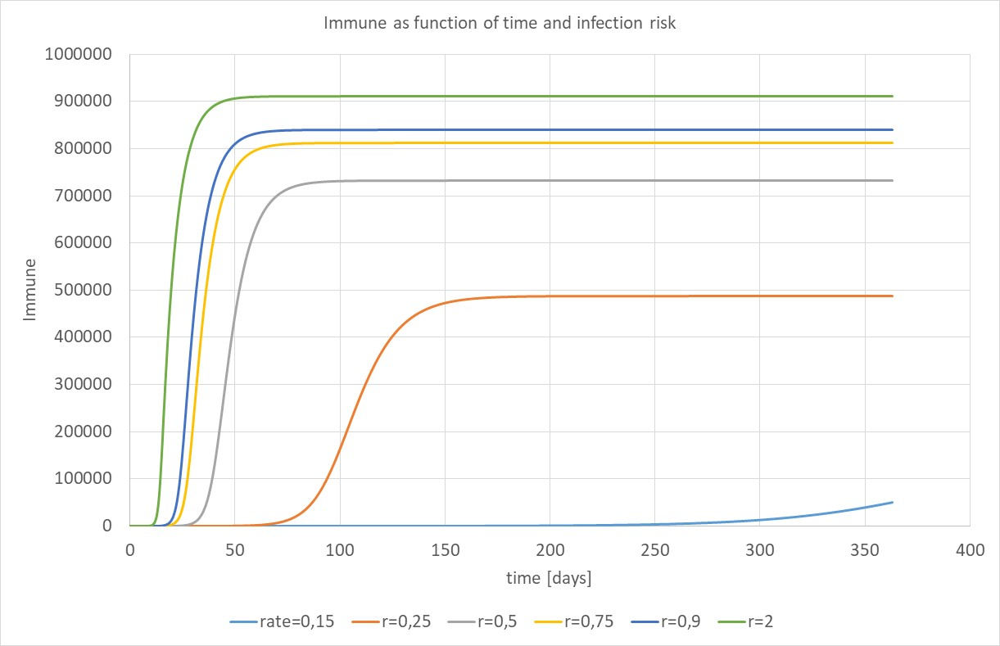 Immune as function of time and infection risk
1000000
900000
800000
700000
600000
500000
400000
300000
200000
100000
0
Immune
0 50 100 150 200 250 300 350 400
time [days]
rate=0,15 r=0,25 r=0,5 r=0,75 r=0,9 r=2